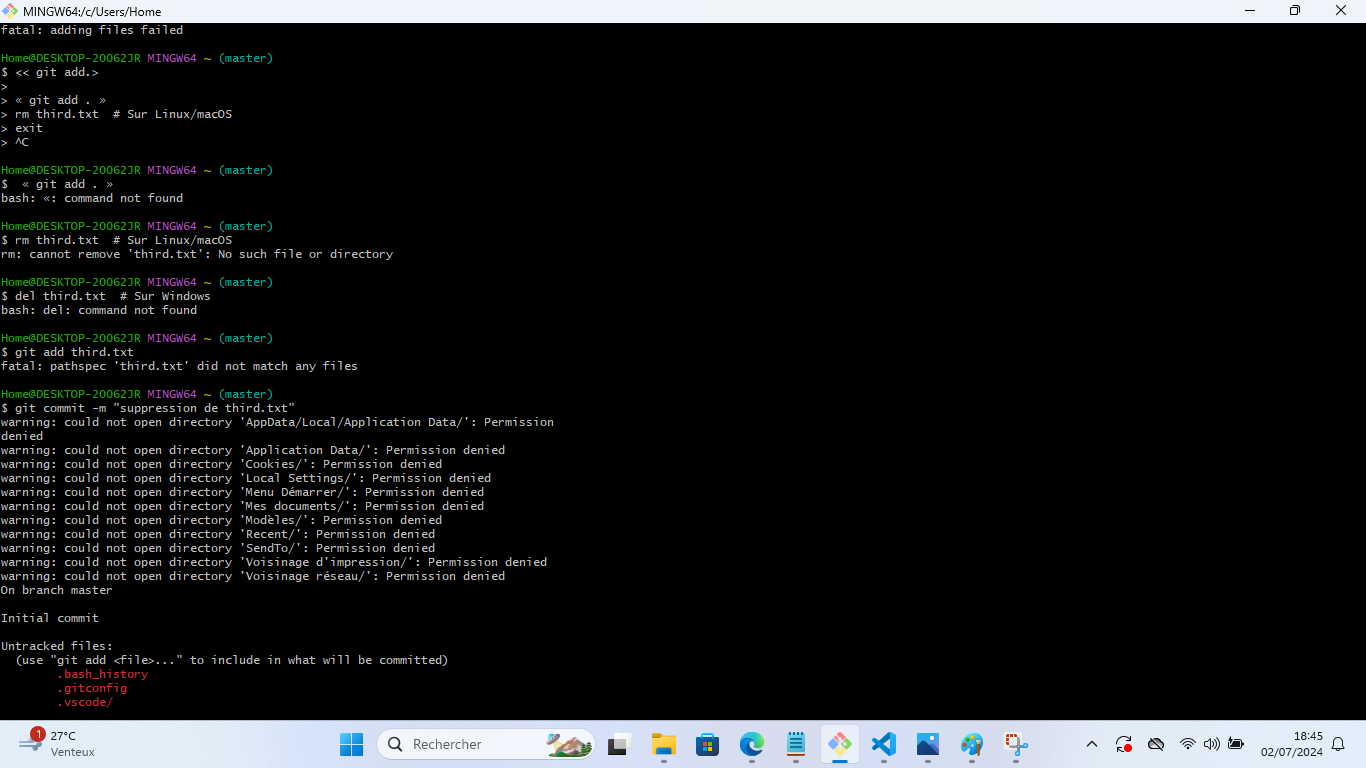 MINGW64:/c/Users/Home
fatal: adding files failed
Home@DESKTOP-2OO62JR MINGW64 ~ (master)
$ << git add.>
>
> « git add . »
> rm third.txt  # Sur Linux/macOS
> exit
> ^C
Home@DESKTOP-2OO62JR MINGW64 ~ (master)
$  « git add . »
bash: «: command not found
Home@DESKTOP-2OO62JR MINGW64 ~ (master)
$ rm third.txt  # Sur Linux/macOS
rm: cannot remove 'third.txt': No such file or directory
Home@DESKTOP-2OO62JR MINGW64 ~ (master)
$ del third.txt  # Sur Windows
bash: del: command not found
Home@DESKTOP-2OO62JR MINGW64 ~ (master)
$ git add third.txt
fatal: pathspec 'third.txt' did not match any files
Home@DESKTOP-2OO62JR MINGW64 ~ (master)
$ git commit -m "suppression de third.txt"
warning: could not open directory 'AppData/Local/Application Data/': Permission
denied
warning: could not open directory 'Application Data/': Permission denied
warning: could not open directory 'Cookies/': Permission denied
warning: could not open directory 'Local Settings/': Permission denied
warning: could not open directory 'Menu Démarrer/': Permission denied
warning: could not open directory 'Mes documents/': Permission denied
warning: could not open directory 'Modèles/': Permission denied
warning: could not open directory 'Recent/': Permission denied
warning: could not open directory 'SendTo/': Permission denied
warning: could not open directory 'Voisinage d'impression/': Permission denied
warning: could not open directory 'Voisinage réseau/': Permission denied
On branch master
Initial commit
Untracked files:
  (use "git add <file>..." to include in what will be committed)
        .bash_history
        .gitconfig
        .vscode/
1
27°C
Venteux
Rechercher
18:45
02/07/2024